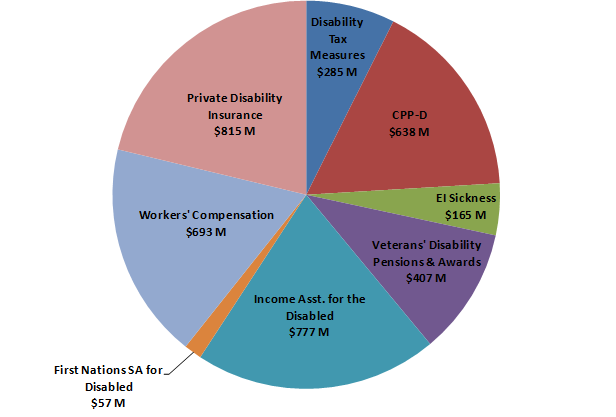 Disability
Tax
Measures
$285 M
CPP-D
$638 M
EI Sickness
$165 M
Veterans' Disability
Pensions & Awards
$407 M
Income Asst. for the
Disabled
$777 M
First Nations SA for
Disabled
$57 M
Workers' Compensation
$693 M
Private Disability
Insurance
$815 M